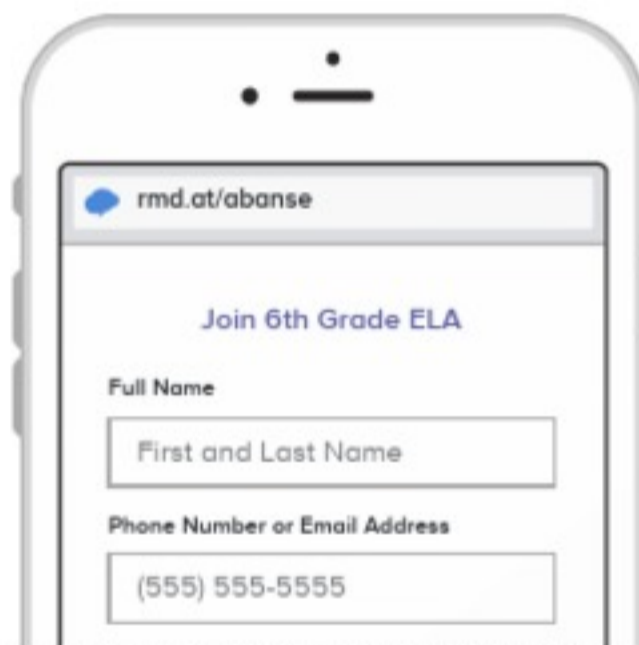 rmd.at/abanse
Join 6th Grade ELA
Full Name
First and Last Name
Phone Number or Email Address
(555) 555-5555